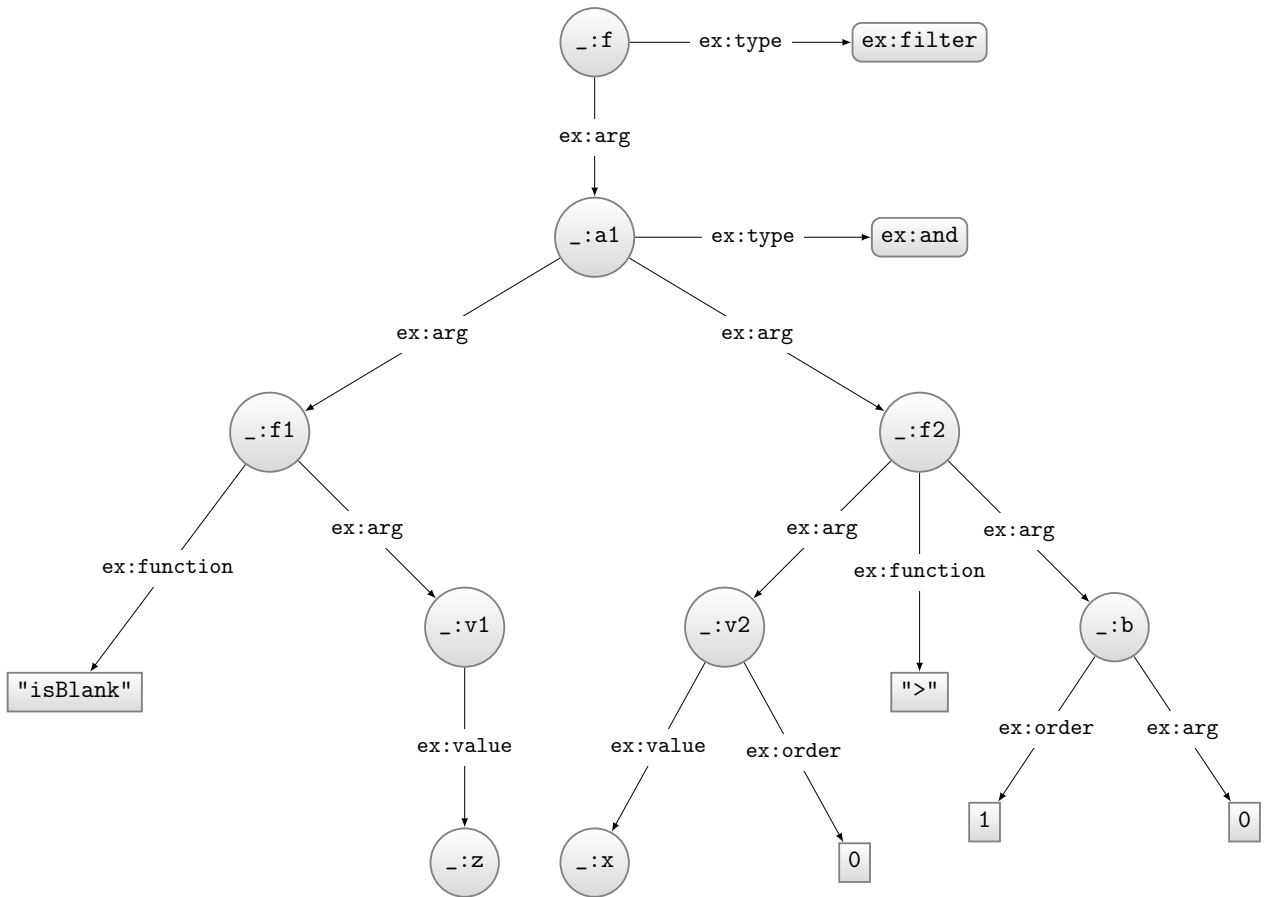 _:f ex:type ex:filter
ex:arg
_:a1 ex:type ex:and
ex:arg ex:arg
_:f1 _:f2
ex:arg ex:arg ex:arg
ex:function ex:function
_:v1 _:v2 _:b
"isBlank" ">"
ex:order ex:arg
ex:value ex:value ex:order
1 0
_:z _:x 0